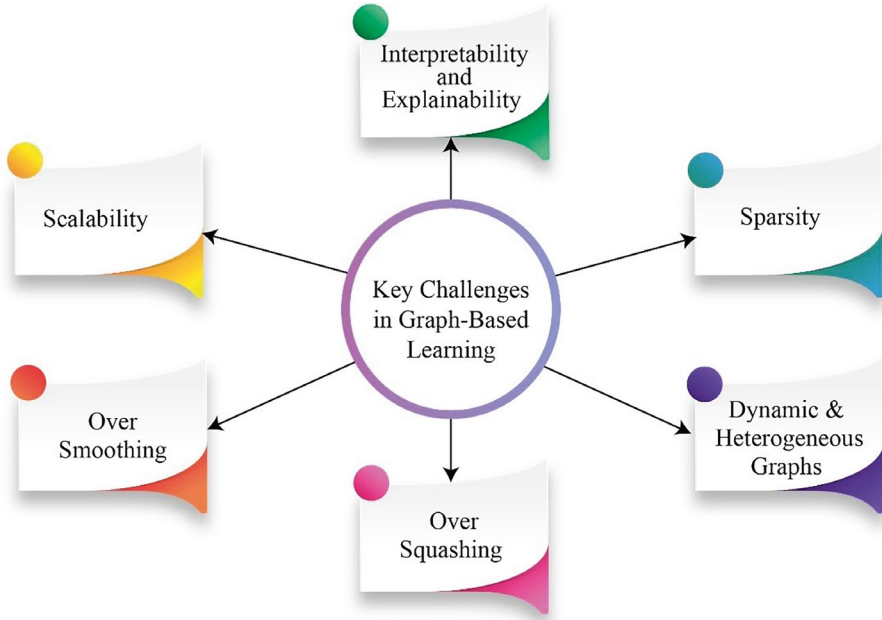 Interpretability
and
Explainability
Scalability
Sparsity
Key Challenges
in Graph-Based
Learning
Over
Smoothing
Dynamic &
Heterogeneous
Graphs
Over
Squashing